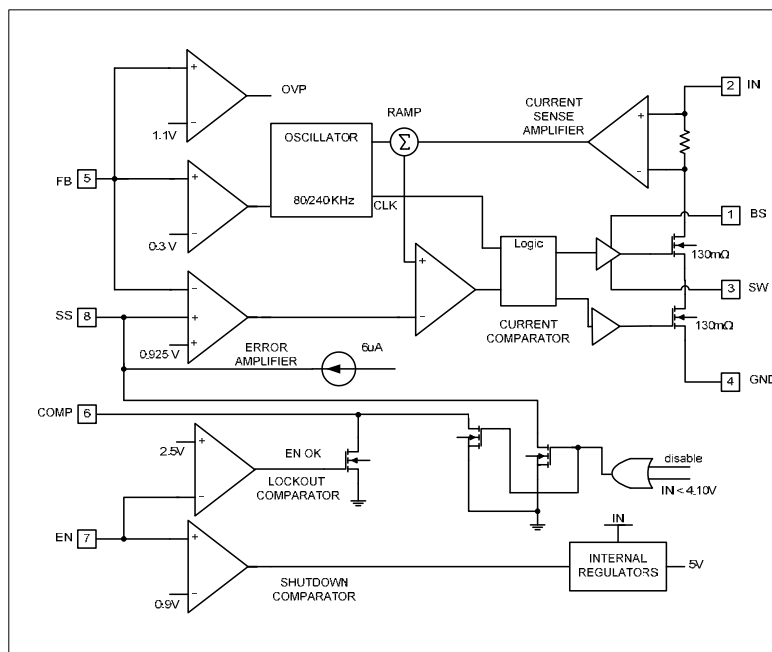 OVP
1.1V
FB
5
0.3 V
OSCILLATOR
80/240KHz
CLK
RAMP
Σ
CURRENT
SENSE
AMPLIFIER
2
IN
1
BS
130mΩ
3
SW
130mΩ
4
GND
Logic
CURRENT
COMPARATOR
SS
8
0.925 V
ERROR
AMPLIFIER
6uA
COMP
6
2.5V
EN OK
LOCKOUT
COMPARATOR
disable
IN < 4.10V
EN
7
0.9V
SHUTDOWN
COMPARATOR
IN
INTERNAL
REGULATORS
5V